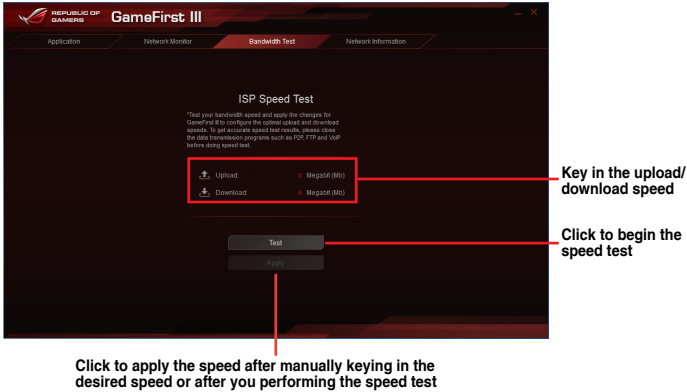 REPUBLIC OF
GAMERS
GameFirst III
Application
Network Monitor
Bandwidth Test
Network Information
ISP Speed Test
*Test your bandwidth speed and apply the changes for
GameFirst III to configure the optimal upload and download
speeds. To get accurate speed test results, please close
the data transmission programs such as P2P, FTP and VoIP
before doing speed test.
Upload: 0 Megabit (Mb)
Download: 0 Megabit (Mb)
Test
Apply
Key in the upload/
download speed
Click to begin the
speed test
Click to apply the speed after manually keying in the
desired speed or after you performing the speed test